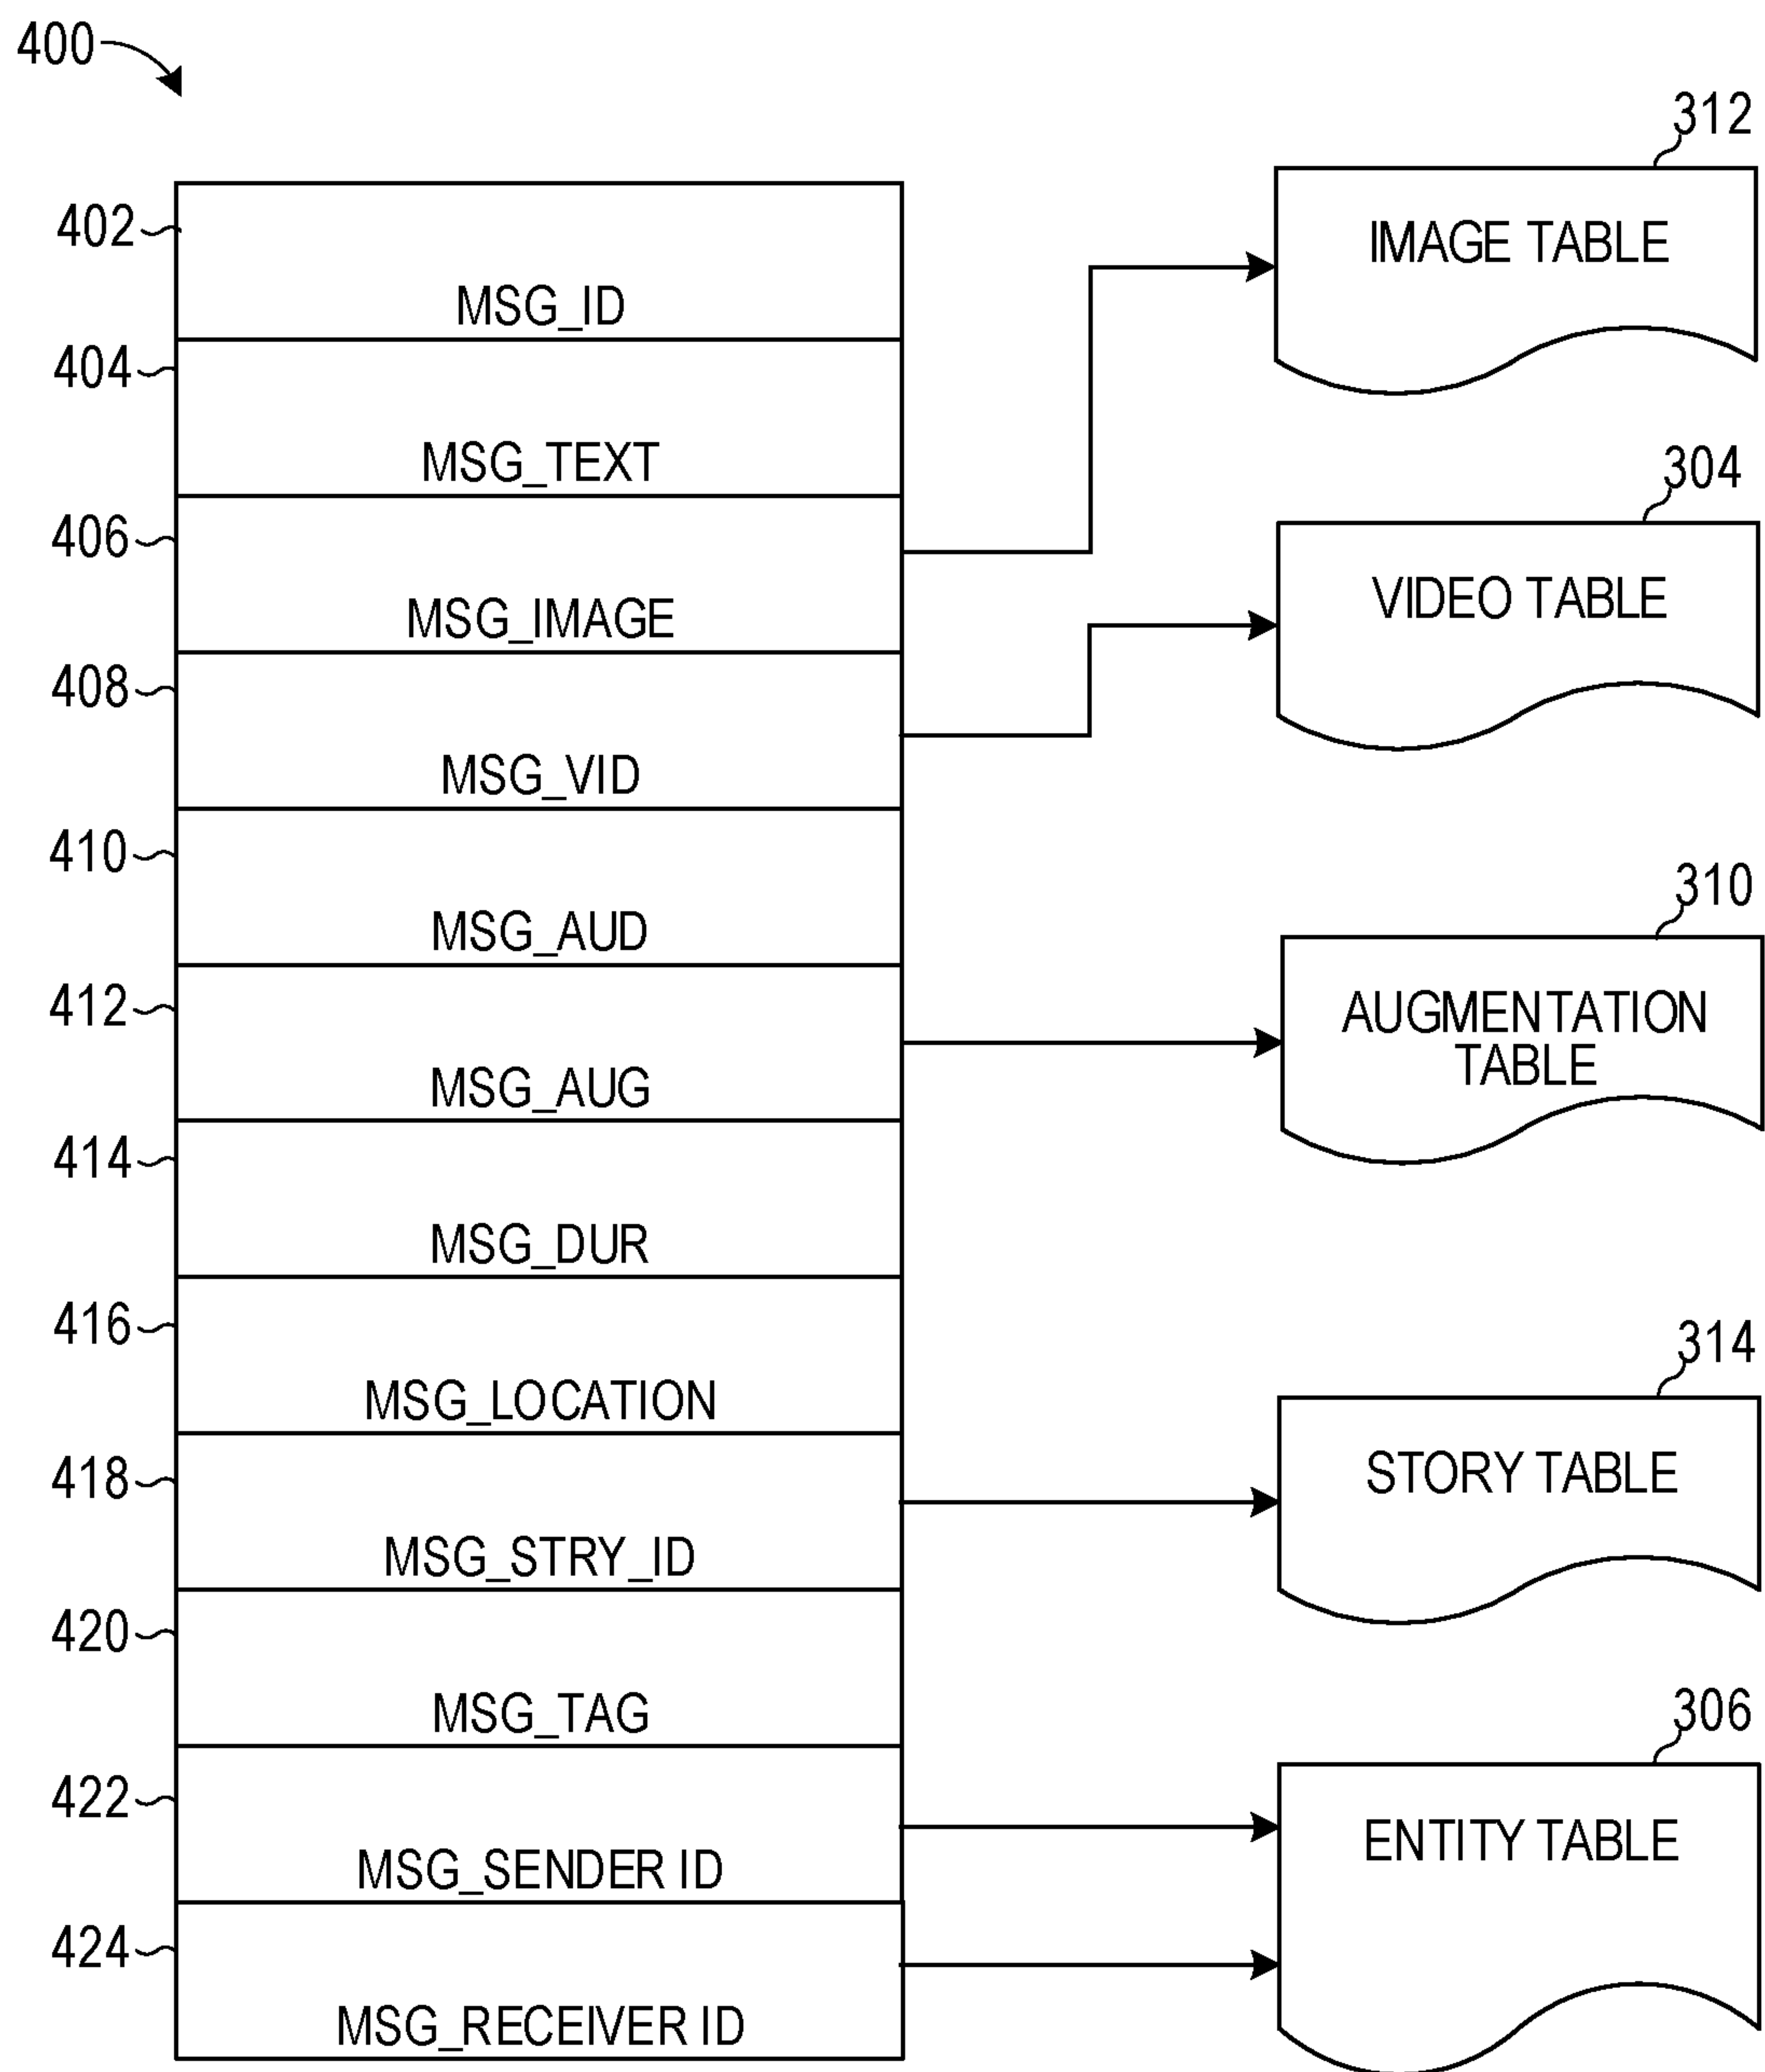 400
402
MSG_ID
404
MSG_TEXT
406
MSG_IMAGE
408
MSG_VID
410
MSG_AUD
412
MSG_AUG
414
MSG_DUR
416
MSG_LOCATION
418
MSG_STRY_ID
420
MSG_TAG
422
MSG_SENDER ID
424
MSG_RECEIVER ID
312
IMAGE TABLE
304
VIDEO TABLE
310
AUGMENTATION
TABLE
314
STORY TABLE
306
ENTITY TABLE